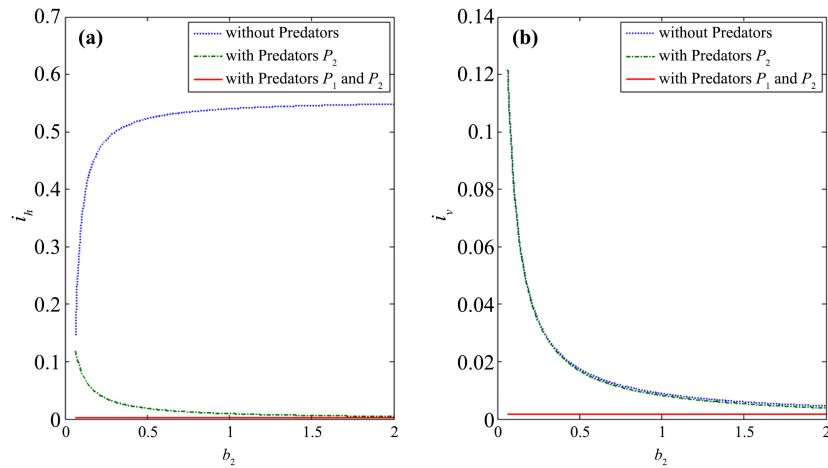 (a)
without Predators
with Predators P₂
with Predators P₁ and P₂
0.7
0.6
0.5
0.4
0.3
0.2
0.1
0
i_h
0
0.5
1
1.5
2
b₂
(b)
without Predators
with Predators P₂
with Predators P₁ and P₂
0.14
0.12
0.1
0.08
0.06
0.04
0.02
0
i_v
0
0.5
1
1.5
2
b₂